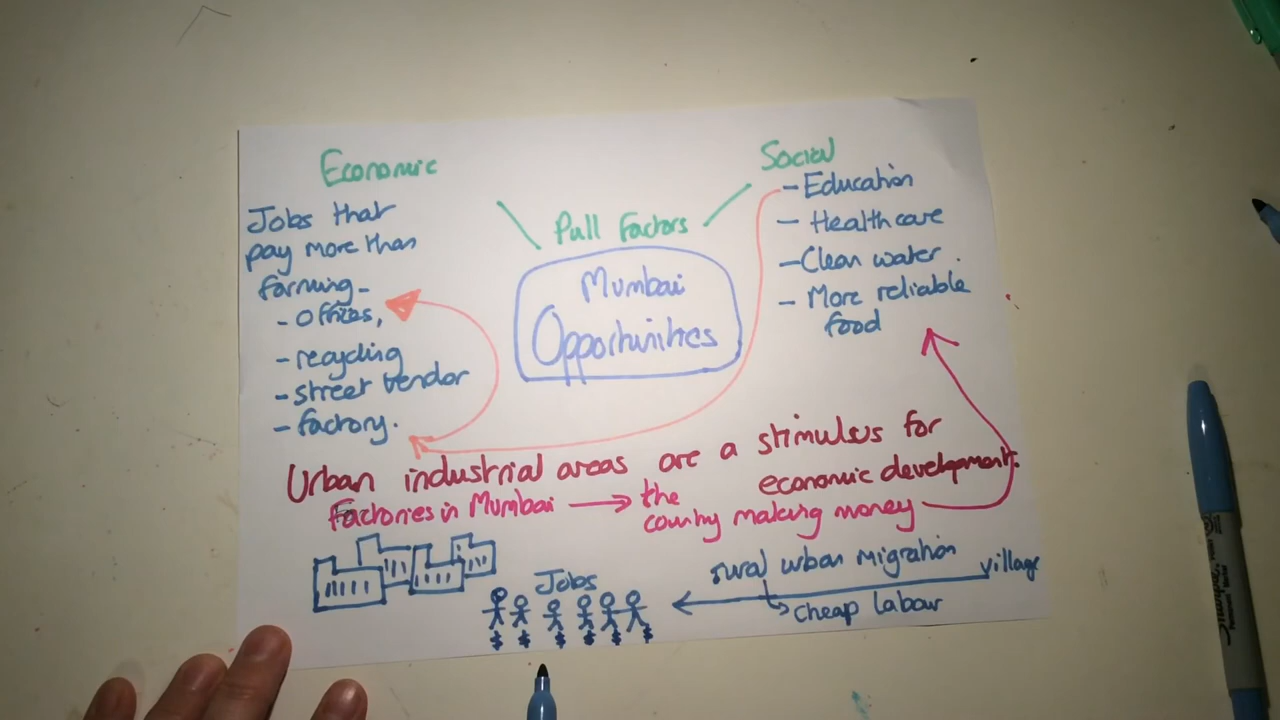 Economic
Jobs that
pay more than
farming-
- Offices,
- recycling
- street vendor
- factory.
Pull Factors
Mumbai
Opportunities
Social
- Education
- Healthcare
- Clean water.
- More reliable
food
Urban industrial areas are a stimulus for
economic development.
Factories in Mumbai → the
country making money
Jobs
$ $ $ $ $ $
rural urban migration
village
cheap labour